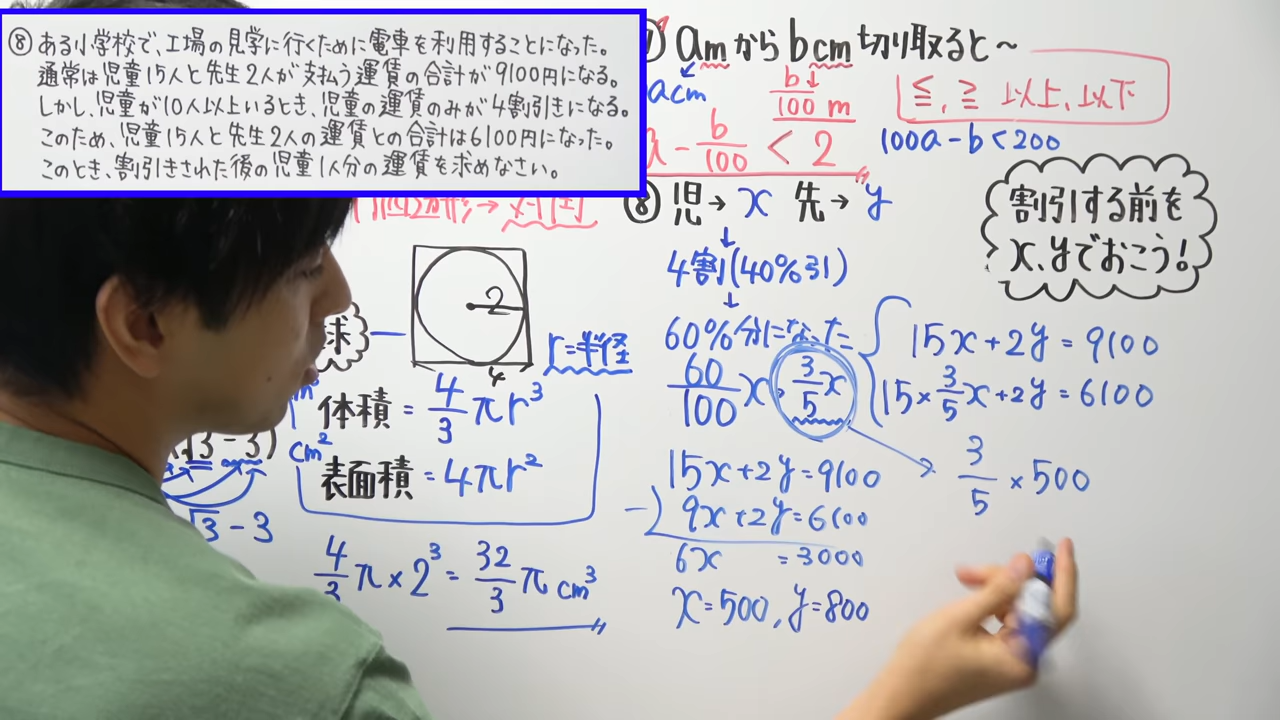 ⑧ ある小学校で、工場の見学に行くために電車を利用することになった。
通常は児童15人と先生2人が支払う運賃の合計が9100円になる。
しかし、児童が10人以上いるとき、児童の運賃のみが4割引きになる。
このため、児童15人と先生2人の運賃との合計は6100円になった。
このとき、割引きされた後の児童1人分の運賃を求めなさい。
amからbcm切り取ると~
acm
b/100 m
≦, ≧ 以上、以下
a - b/100 < 2
100a-b<200
⑧ 児→x 先→y
割引する前を
x、yでおこう!
4割(40%引)
60%分になった
60/100 x
3/5 x
15x+2y=9100
15×3/5x+2y=6100
15x+2y=9100
-) 9x+2y=6100
6x =3000
x=500, y=800
3/5 ×500
球
2
4
r=半径
体積 = 4/3 πr³
表面積 = 4πr²
cm²
√3-3)
√3-3
4/3 π×2³ = 32/3 π cm³